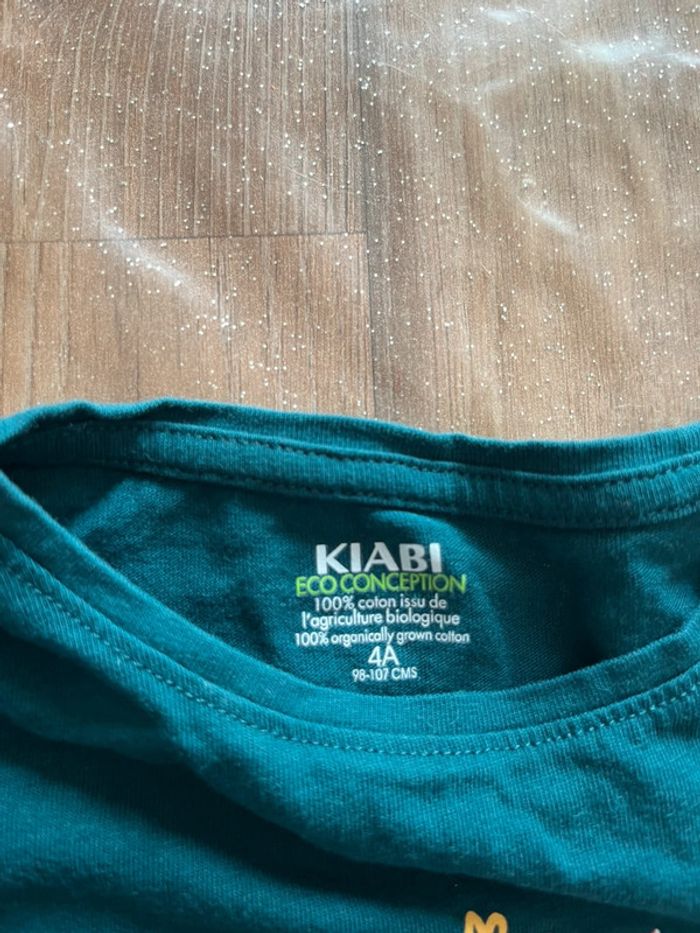 KIABI
ECO CONCEPTION
100% coton issu de
l'agriculture biologique
100% organically grown cotton
4A
98-107 CMS